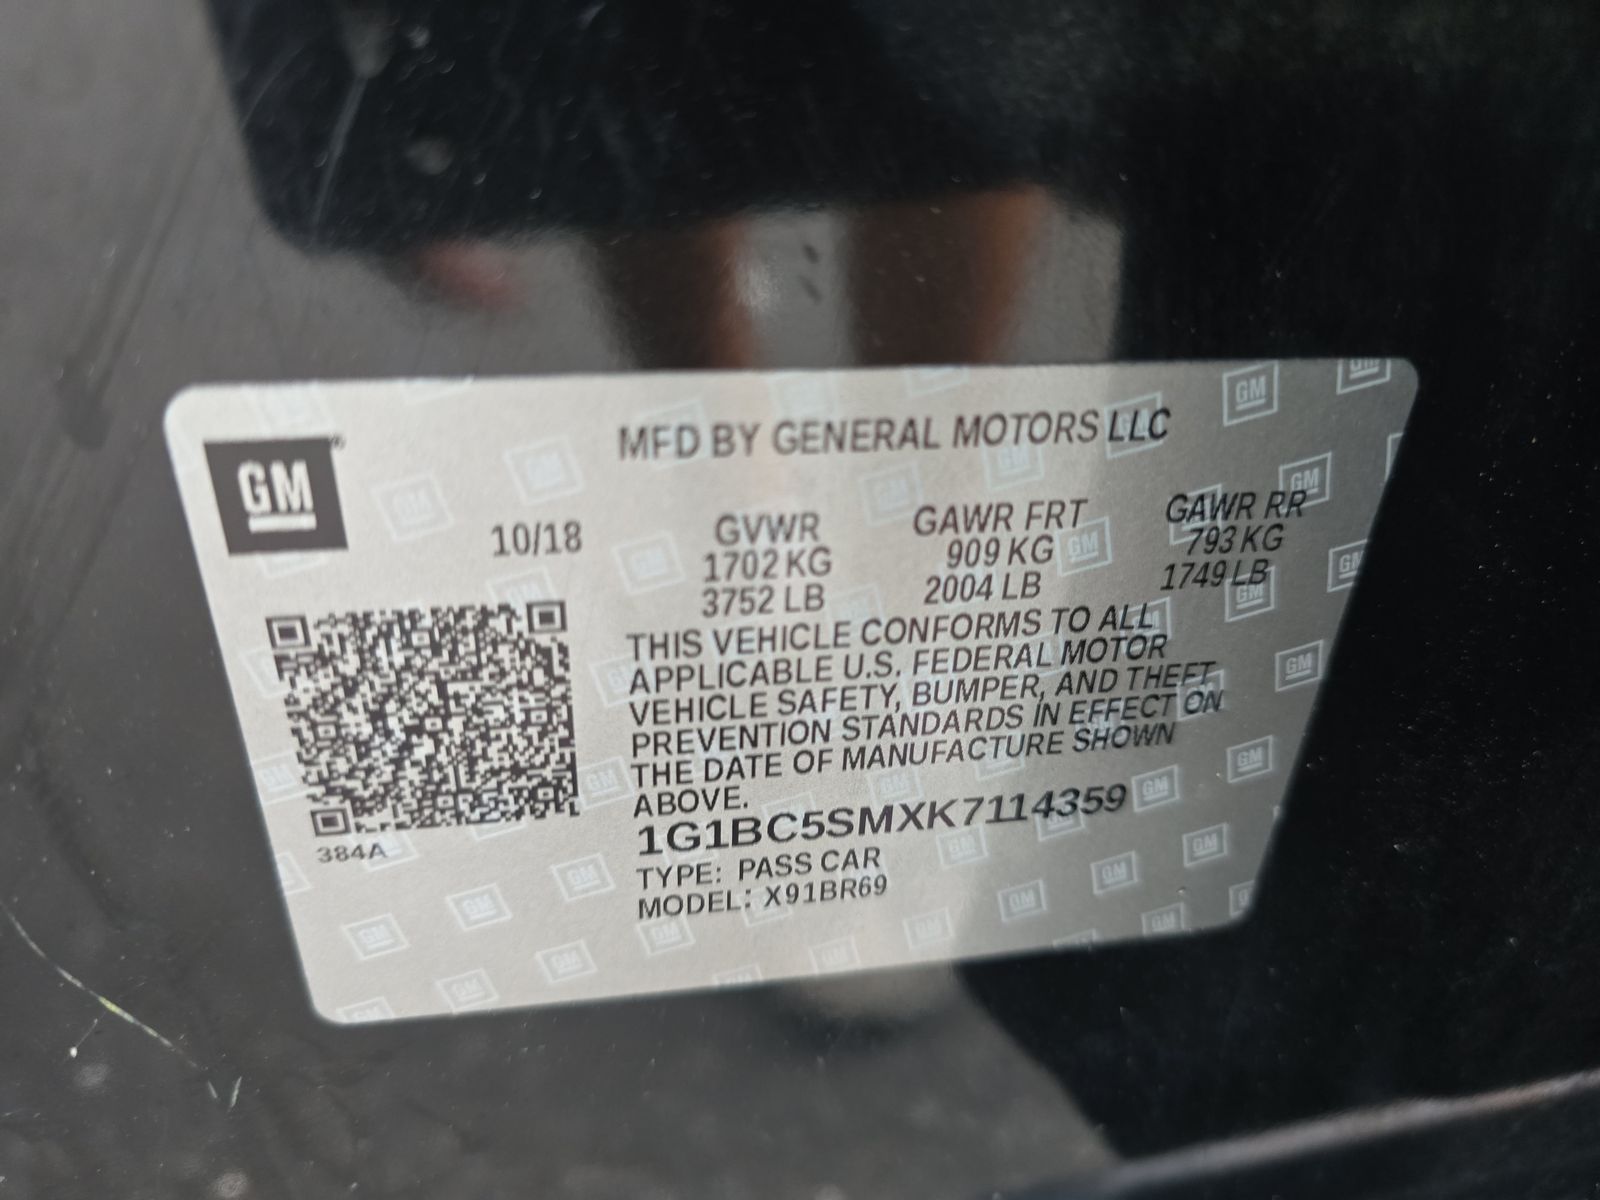 GM
MFD BY GENERAL MOTORS LLC
10/18
GVWR
1702 KG
3752 LB
GAWR FRT
909 KG
2004 LB
GAWR RR
793 KG
1749 LB
THIS VEHICLE CONFORMS TO ALL
APPLICABLE U.S. FEDERAL MOTOR
VEHICLE SAFETY, BUMPER, AND THEFT
PREVENTION STANDARDS IN EFFECT ON
THE DATE OF MANUFACTURE SHOWN
ABOVE.
1G1BC5SMXK7114359
TYPE: PASS CAR
MODEL: X91BR69
384A